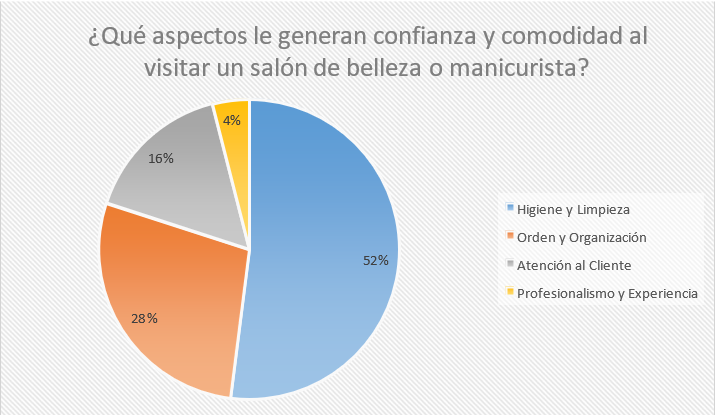 ¿Qué aspectos le generan confianza y comodidad al
visitar un salón de belleza o manicurista?
4%
16%
52%
28%
Higiene y Limpieza
Orden y Organización
Atención al Cliente
Profesionalismo y Experiencia